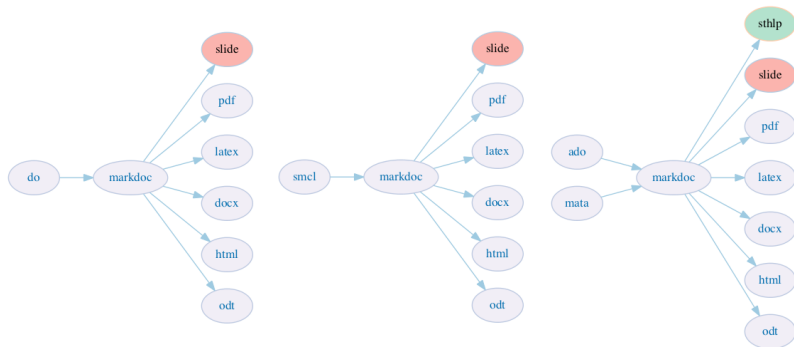 do
markdoc
slide
pdf
latex
docx
html
odt
smcl
markdoc
slide
pdf
latex
docx
html
odt
ado
mata
markdoc
sthlp
slide
pdf
latex
docx
html
odt